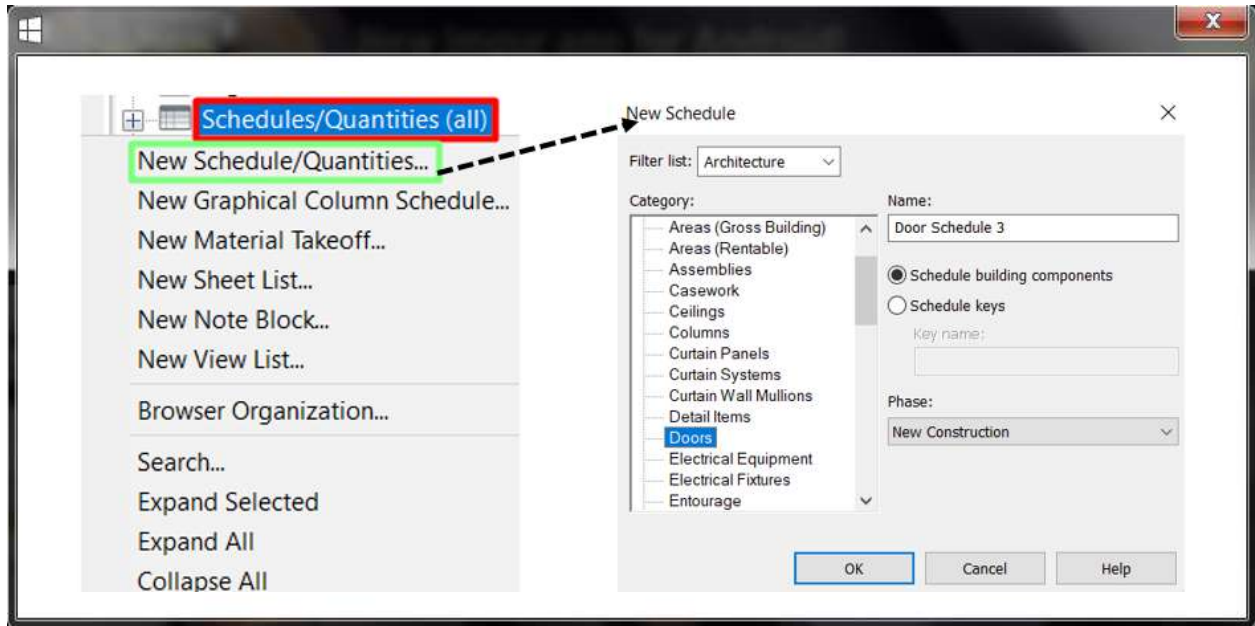 Schedules/Quantities (all)
New Schedule/Quantities...
New Graphical Column Schedule...
New Material Takeoff...
New Sheet List...
New Note Block...
New View List...
Browser Organization...
Search...
Expand Selected
Expand All
Collapse All
New Schedule
Filter list: Architecture
Category:
Areas (Gross Building)
Areas (Rentable)
Assemblies
Casework
Ceilings
Columns
Curtain Panels
Curtain Systems
Curtain Wall Mullions
Detail Items
Doors
Electrical Equipment
Electrical Fixtures
Entourage
Name:
Door Schedule 3
Schedule building components
Schedule keys
Key name:
Phase:
New Construction
OK Cancel Help